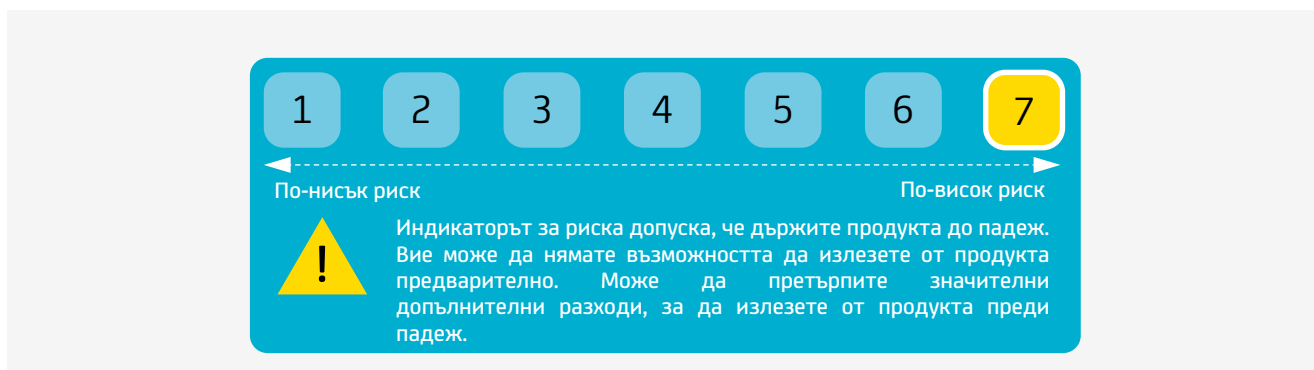 1 2 3 4 5 6 7
По-нисък риск По-висок риск
!
Индикаторът за риска допуска, че държите продукта до падеж.
Вие може да нямате възможността да излезете от продукта
предварително. Може да претърпите значителни
допълнителни разходи, за да излезете от продукта преди
падеж.